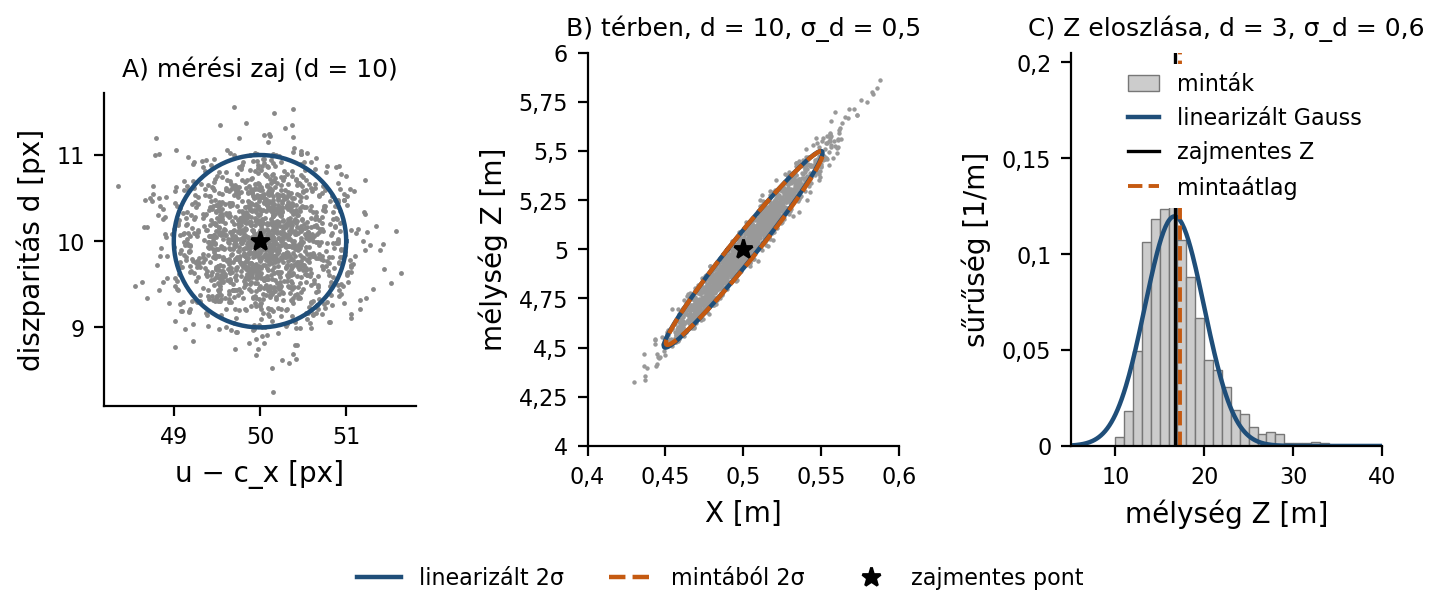 A) mérési zaj (d = 10)
diszparitás d [px]
11
10
9
49 50 51
u − c_x [px]
B) térben, d = 10, σ_d = 0,5
mélység Z [m]
6
5,75
5,5
5,25
5
4,75
4,5
4,25
4
0,4 0,45 0,5 0,55 0,6
X [m]
C) Z eloszlása, d = 3, σ_d = 0,6
sűrűség [1/m]
0,2
0,15
0,1
0,05
0
minták
linearizált Gauss
zajmentes Z
mintaátlag
10 20 30 40
mélység Z [m]
linearizált 2σ mintából 2σ zajmentes pont